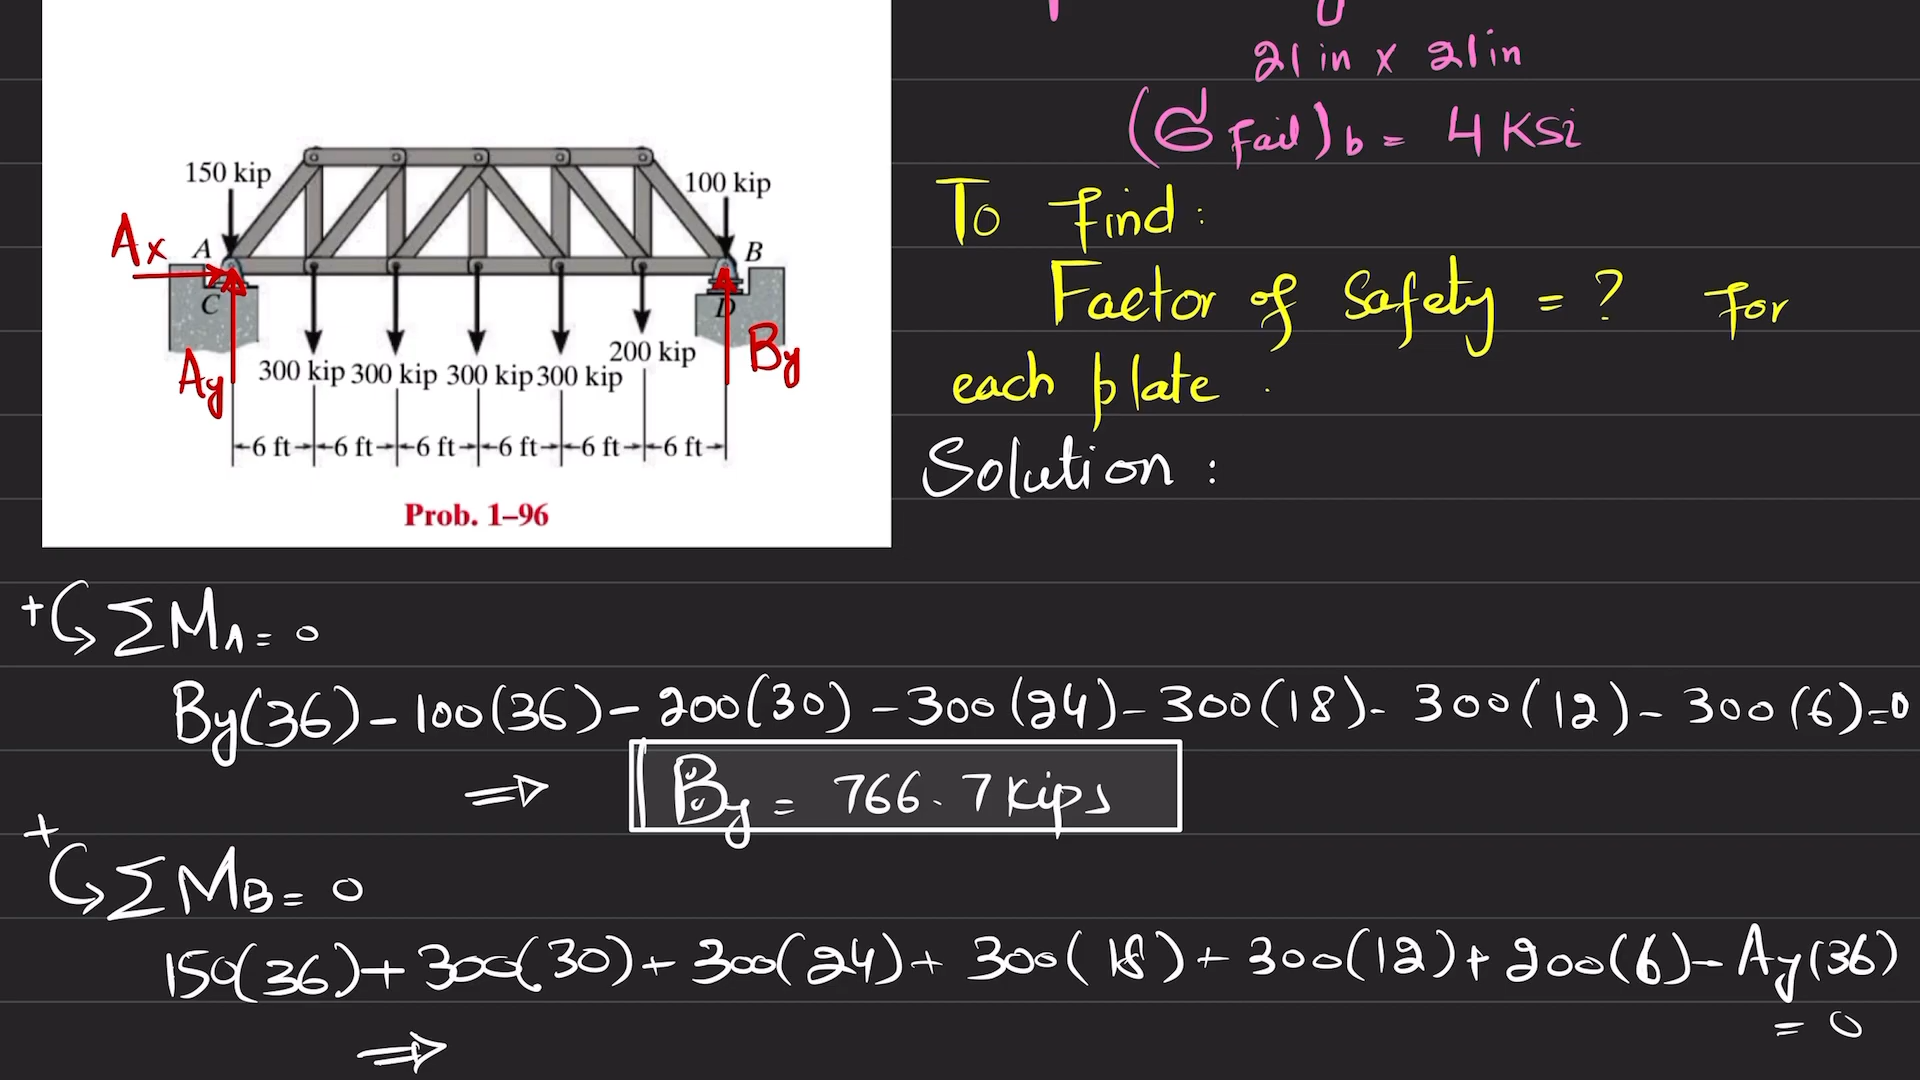 21 in x 21 in
(σ Fail)b = 4 KSi
To Find:
Factor of Safety = ? For
each plate.
Solution:
150 kip
100 kip
Ax
A
B
C
D
Ay
By
300 kip 300 kip 300 kip 300 kip 200 kip
6 ft 6 ft 6 ft 6 ft 6 ft 6 ft
Prob. 1–96
+ ΣMA = 0
By(36) - 100(36) - 200(30) - 300(24) - 300(18) - 300(12) - 300(6) = 0
⇒ By = 766.7 kips
+ ΣMB = 0
150(36) + 300(30) + 300(24) + 300(18) + 300(12) + 200(6) - Ay(36)
= 0
⇒